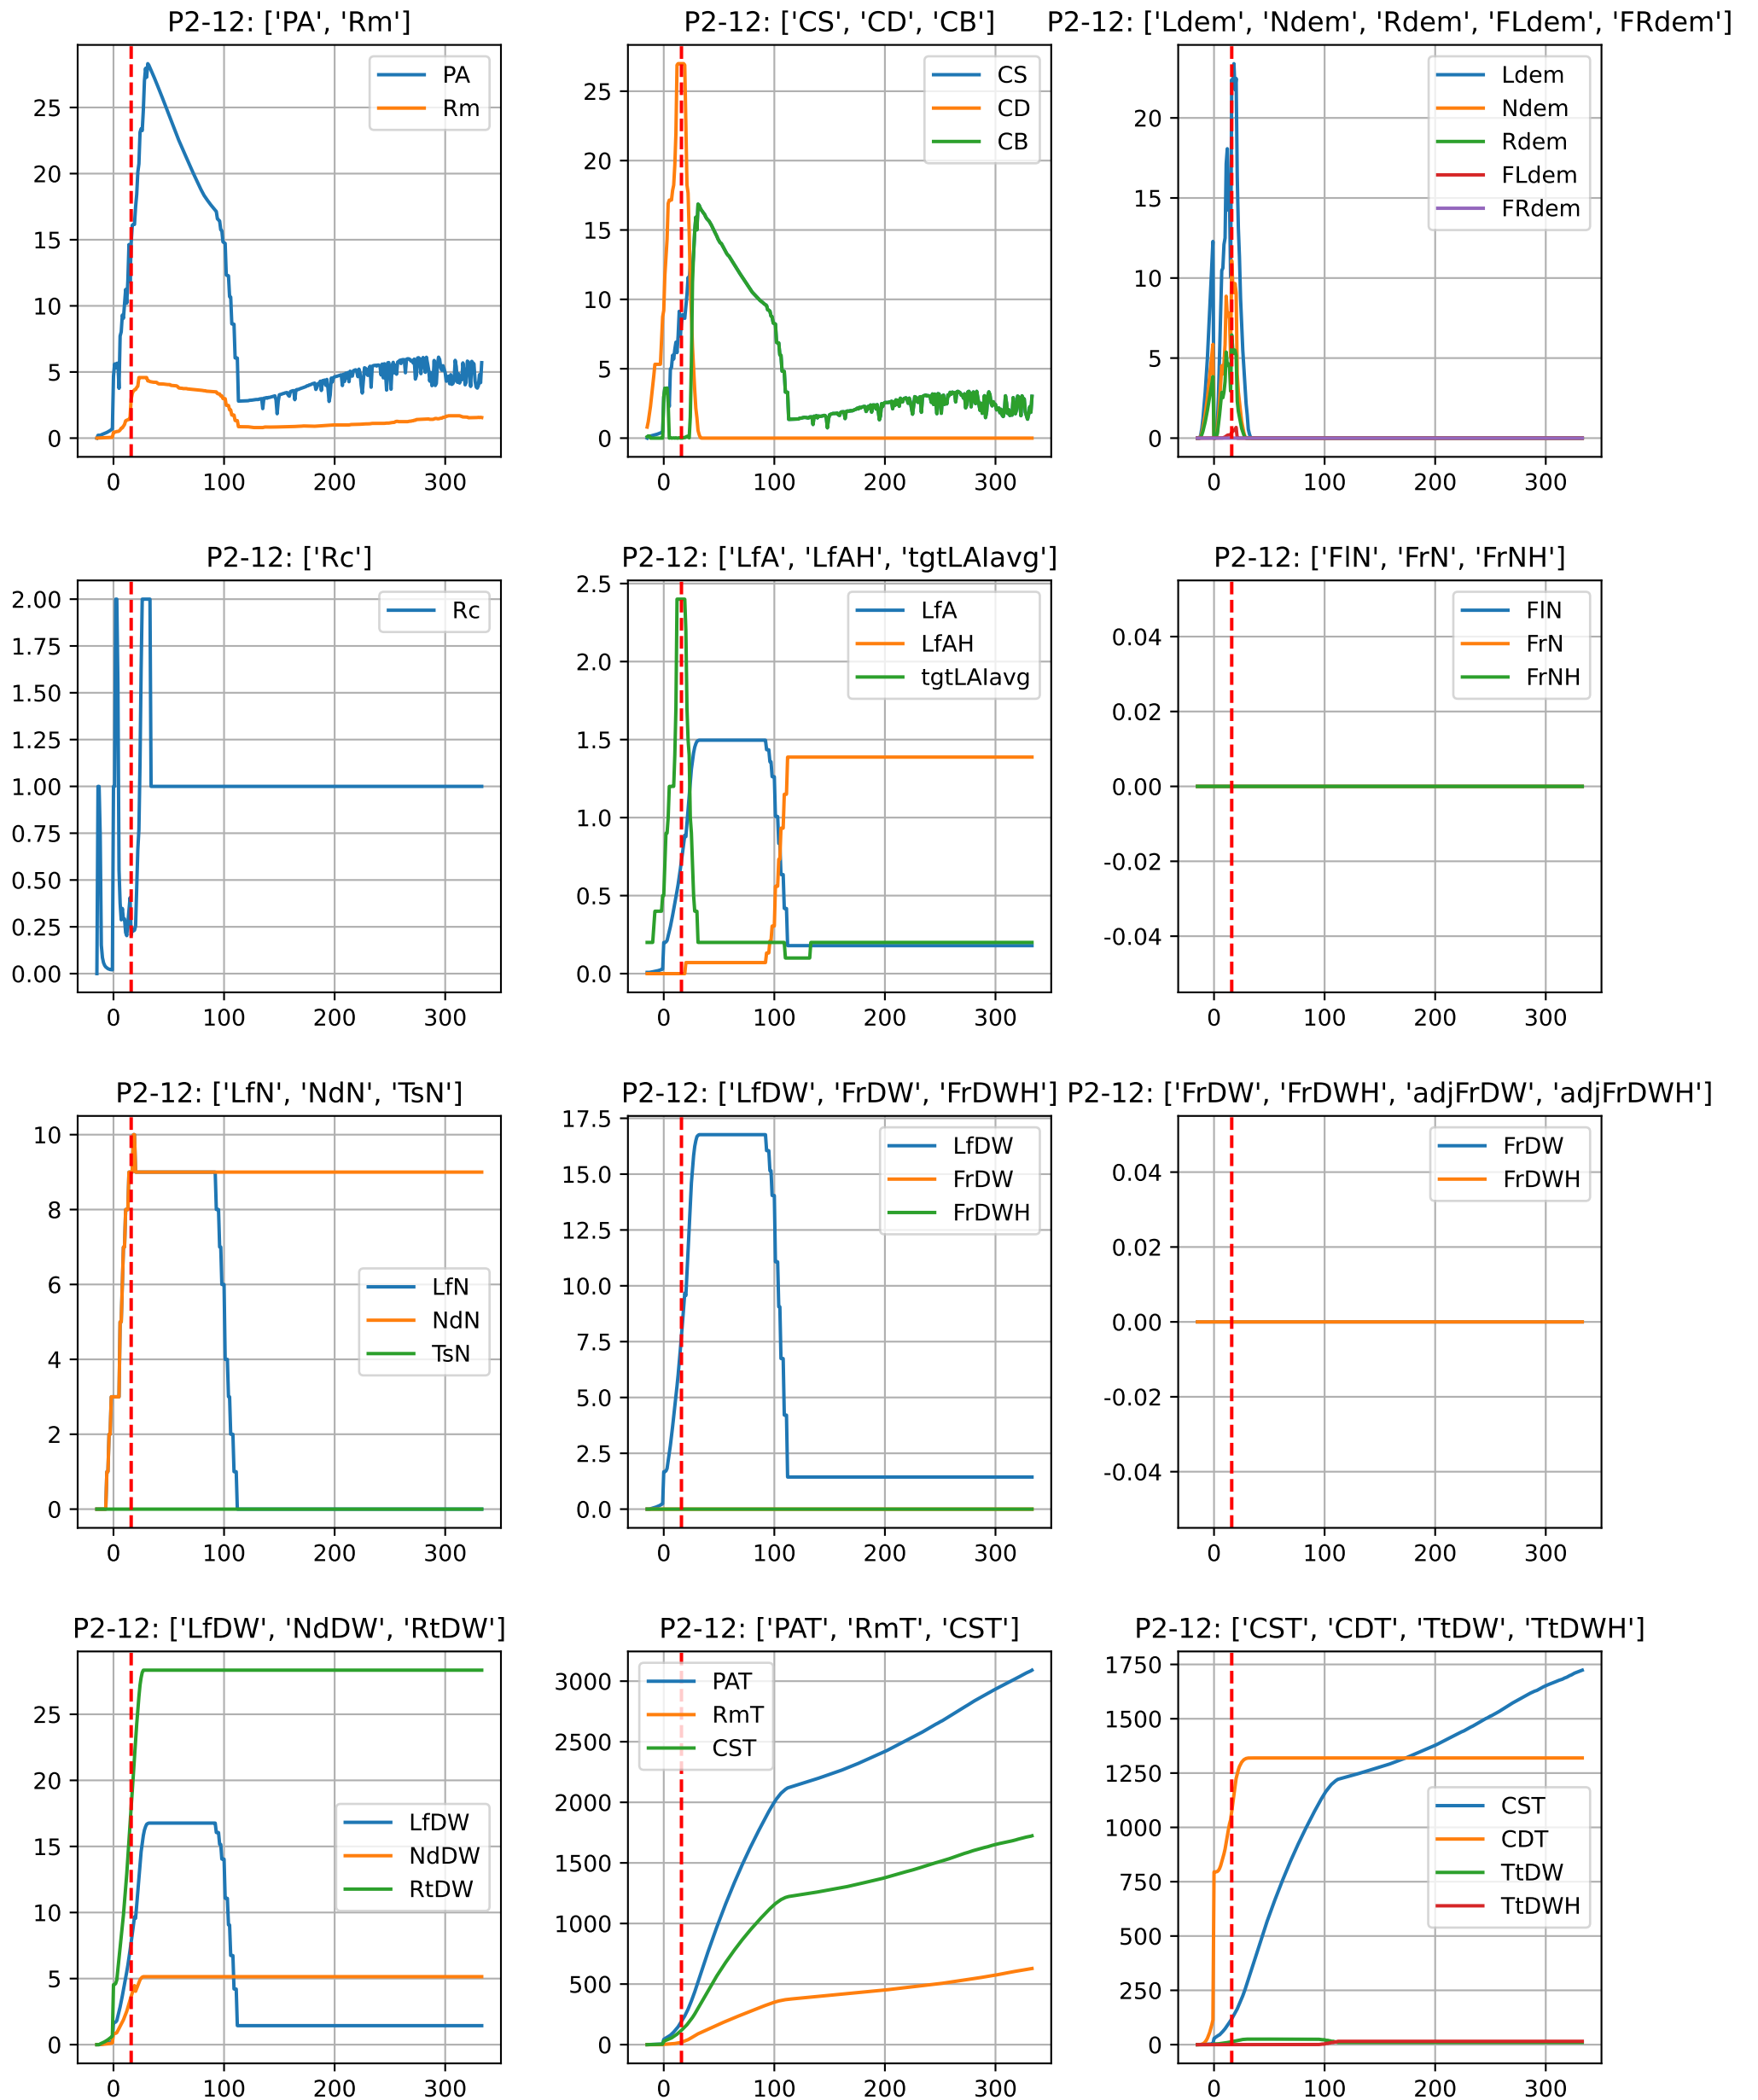 P2-12: ['PA', 'Rm']
PA
Rm
25
20
15
10
5
0
0 100 200 300
P2-12: ['CS', 'CD', 'CB']
CS
CD
CB
25
20
15
10
5
0
0 100 200 300
P2-12: ['Ldem', 'Ndem', 'Rdem', 'FLdem', 'FRdem']
Ldem
Ndem
Rdem
FLdem
FRdem
20
15
10
5
0
0 100 200 300
P2-12: ['Rc']
Rc
2.00
1.75
1.50
1.25
1.00
0.75
0.50
0.25
0.00
0 100 200 300
P2-12: ['LfA', 'LfAH', 'tgtLAIavg']
LfA
LfAH
tgtLAIavg
2.5
2.0
1.5
1.0
0.5
0.0
0 100 200 300
P2-12: ['FlN', 'FrN', 'FrNH']
FlN
FrN
FrNH
0.04
0.02
0.00
-0.02
-0.04
0 100 200 300
P2-12: ['LfN', 'NdN', 'TsN']
LfN
NdN
TsN
10
8
6
4
2
0
0 100 200 300
P2-12: ['LfDW', 'FrDW', 'FrDWH']
LfDW
FrDW
FrDWH
17.5
15.0
12.5
10.0
7.5
5.0
2.5
0.0
0 100 200 300
P2-12: ['FrDW', 'FrDWH', 'adjFrDW', 'adjFrDWH']
FrDW
FrDWH
0.04
0.02
0.00
-0.02
-0.04
0 100 200 300
P2-12: ['LfDW', 'NdDW', 'RtDW']
LfDW
NdDW
RtDW
25
20
15
10
5
0
0 100 200 300
P2-12: ['PAT', 'RmT', 'CST']
PAT
RmT
CST
3000
2500
2000
1500
1000
500
0
0 100 200 300
P2-12: ['CST', 'CDT', 'TtDW', 'TtDWH']
CST
CDT
TtDW
TtDWH
1750
1500
1250
1000
750
500
250
0
0 100 200 300